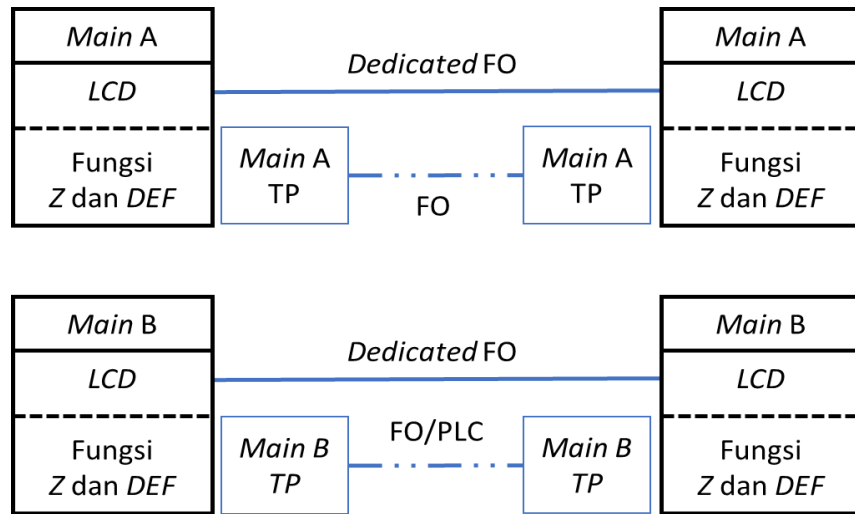 Main A
Dedicated FO
Main A
LCD
LCD
Fungsi
Z dan DEF
Main A
TP
FO
Main A
TP
Fungsi
Z dan DEF
Main B
Dedicated FO
Main B
LCD
LCD
Fungsi
Z dan DEF
Main B
TP
FO/PLC
Main B
TP
Fungsi
Z dan DEF